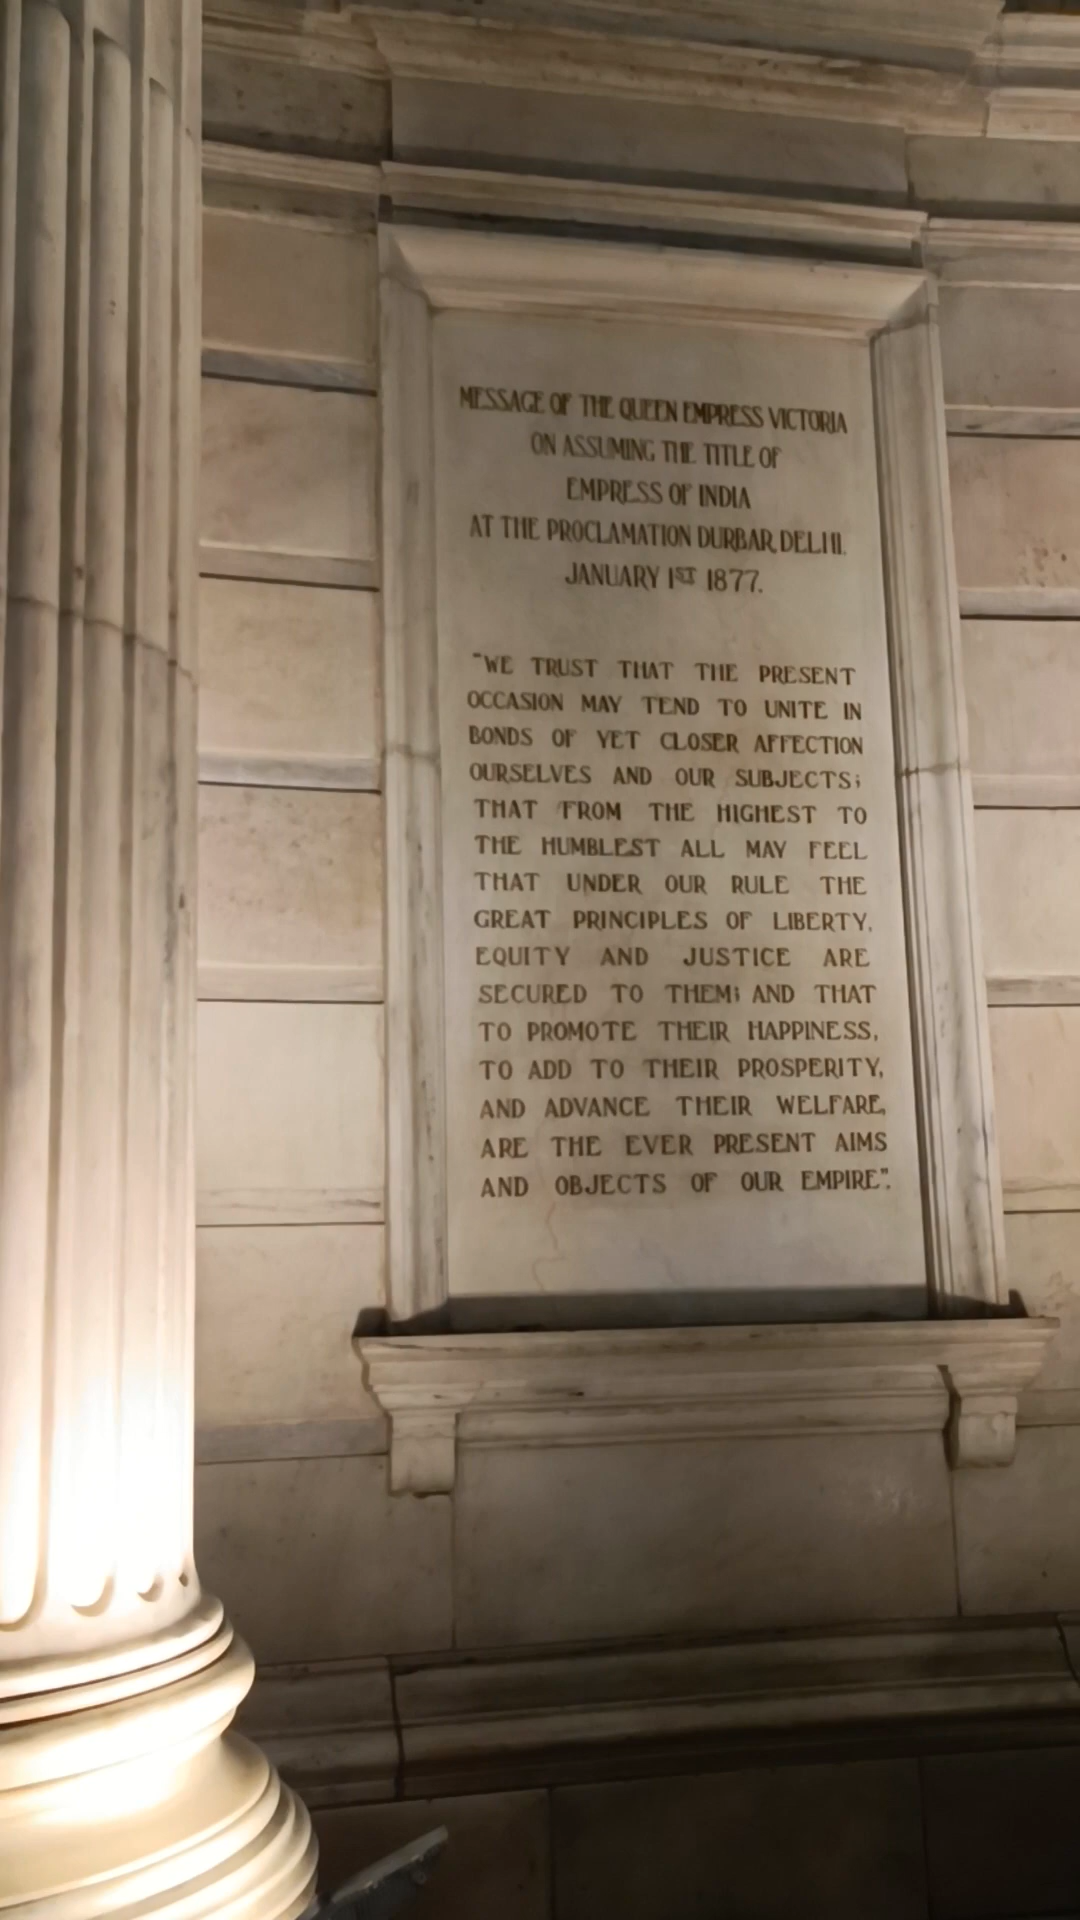 MESSAGE OF THE QUEEN EMPRESS VICTORIA
ON ASSUMING THE TITLE OF
EMPRESS OF INDIA
AT THE PROCLAMATION DURBAR, DELHI.
JANUARY 1ST 1877.
"WE TRUST THAT THE PRESENT
OCCASION MAY TEND TO UNITE IN
BONDS OF YET CLOSER AFFECTION
OURSELVES AND OUR SUBJECTS;
THAT FROM THE HIGHEST TO
THE HUMBLEST ALL MAY FEEL
THAT UNDER OUR RULE THE
GREAT PRINCIPLES OF LIBERTY,
EQUITY AND JUSTICE ARE
SECURED TO THEM; AND THAT
TO PROMOTE THEIR HAPPINESS,
TO ADD TO THEIR PROSPERITY,
AND ADVANCE THEIR WELFARE,
ARE THE EVER PRESENT AIMS
AND OBJECTS OF OUR EMPIRE".